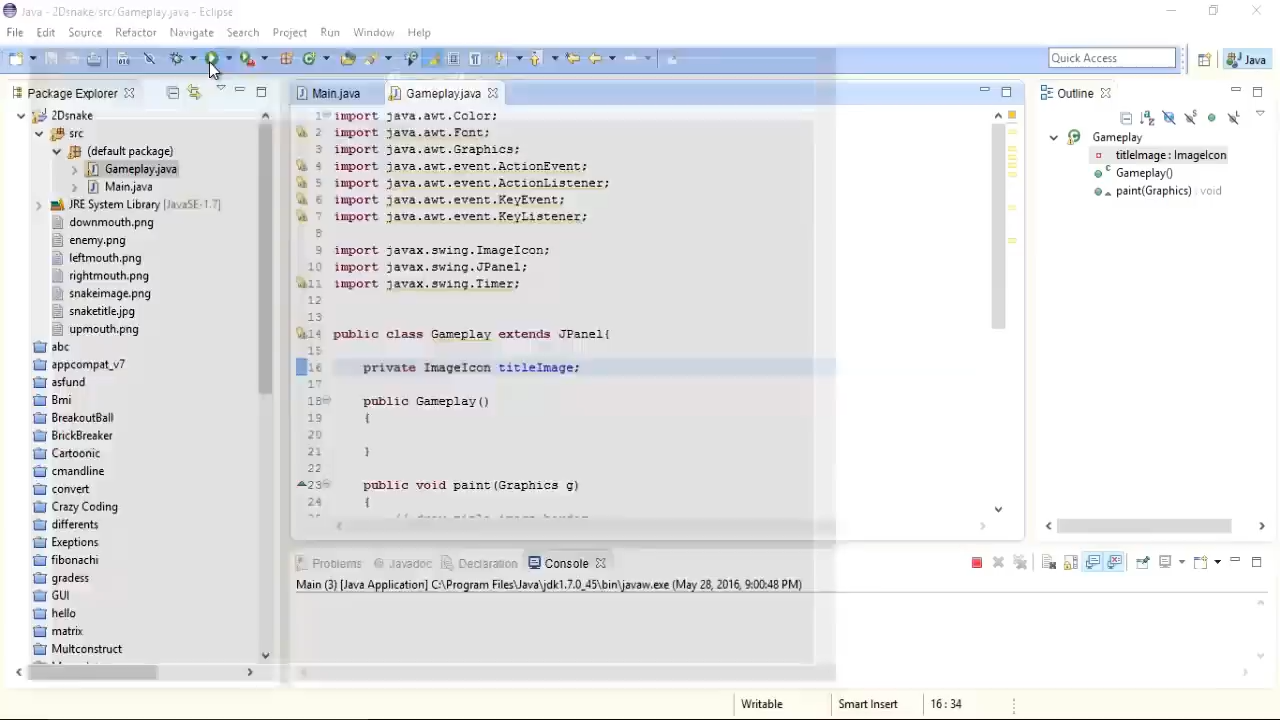 Java - 2Dsnake/src/Gameplay.java - Eclipse
File Edit Source Refactor Navigate Search Project Run Window Help
Quick Access
Java
Package Explorer
2Dsnake
src
(default package)
Gameplay.java
Main.java
JRE System Library [JavaSE-1.7]
downmouth.png
enemy.png
leftmouth.png
rightmouth.png
snakeimage.png
snaketitle.jpg
upmouth.png
abc
appcompat_v7
asfund
Bmi
BreakoutBall
BrickBreaker
Cartoonic
cmandline
convert
Crazy Coding
differents
Exeptions
fibonachi
gradess
GUI
hello
matrix
Multconstruct
Main.java Gameplay.java
1 import java.awt.Color;
2 import java.awt.Font;
3 import java.awt.Graphics;
4 import java.awt.event.ActionEvent;
5 import java.awt.event.ActionListener;
6 import java.awt.event.KeyEvent;
7 import java.awt.event.KeyListener;
8
9 import javax.swing.ImageIcon;
10 import javax.swing.JPanel;
11 import javax.swing.Timer;
12
13
14 public class Gameplay extends JPanel{
15
16 private ImageIcon titleImage;
17
18 public Gameplay()
19 {
20
21 }
22
23 public void paint(Graphics g)
24 {
// draw title image border
Outline
Gameplay
titleImage : ImageIcon
Gameplay()
paint(Graphics) : void
Problems Javadoc Declaration Console
Main (3) [Java Application] C:\Program Files\Java\jdk1.7.0_45\bin\javaw.exe (May 28, 2016, 9:00:48 PM)
Writable Smart Insert 16 : 34